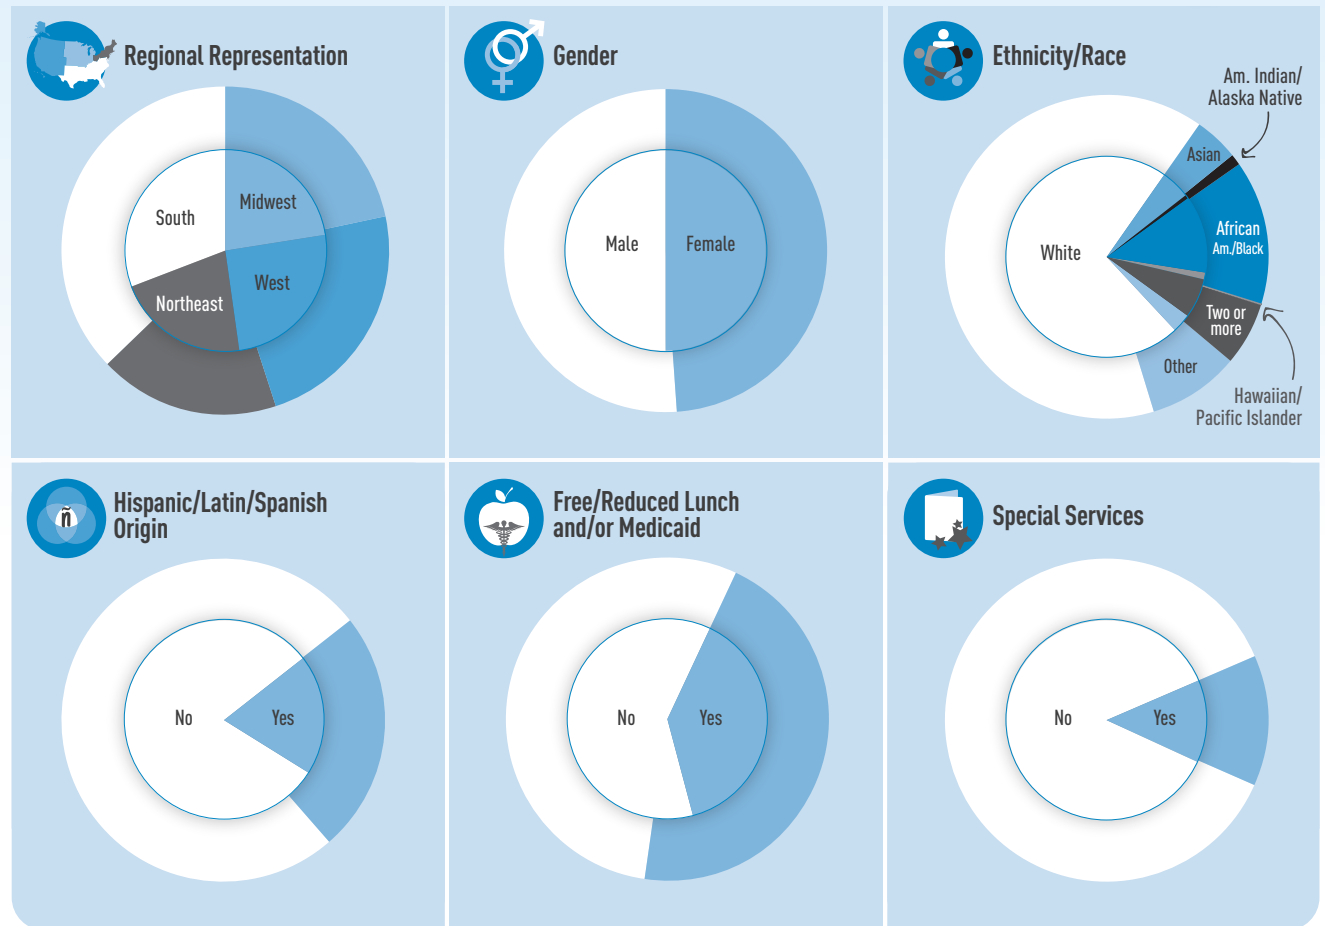 Regional Representation
South
Midwest
West
Northeast
Gender
Male
Female
Ethnicity/Race
Am. Indian/
Alaska Native
Asian
African
Am./Black
White
Two or
more
Other
Hawaiian/
Pacific Islander
ñ
Hispanic/Latin/Spanish
Origin
No
Yes
Free/Reduced Lunch
and/or Medicaid
No
Yes
Special Services
No
Yes